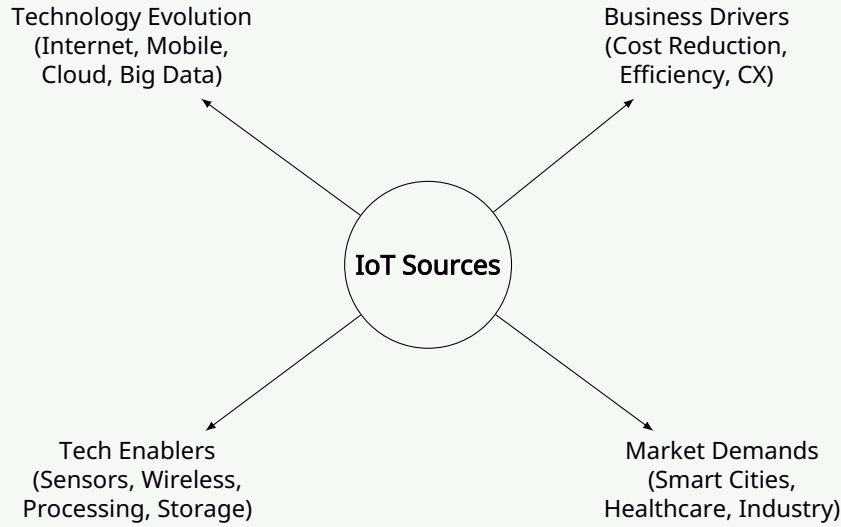 Technology Evolution
(Internet, Mobile,
Cloud, Big Data)
Business Drivers
(Cost Reduction,
Efficiency, CX)
IoT Sources
Tech Enablers
(Sensors, Wireless,
Processing, Storage)
Market Demands
(Smart Cities,
Healthcare, Industry)